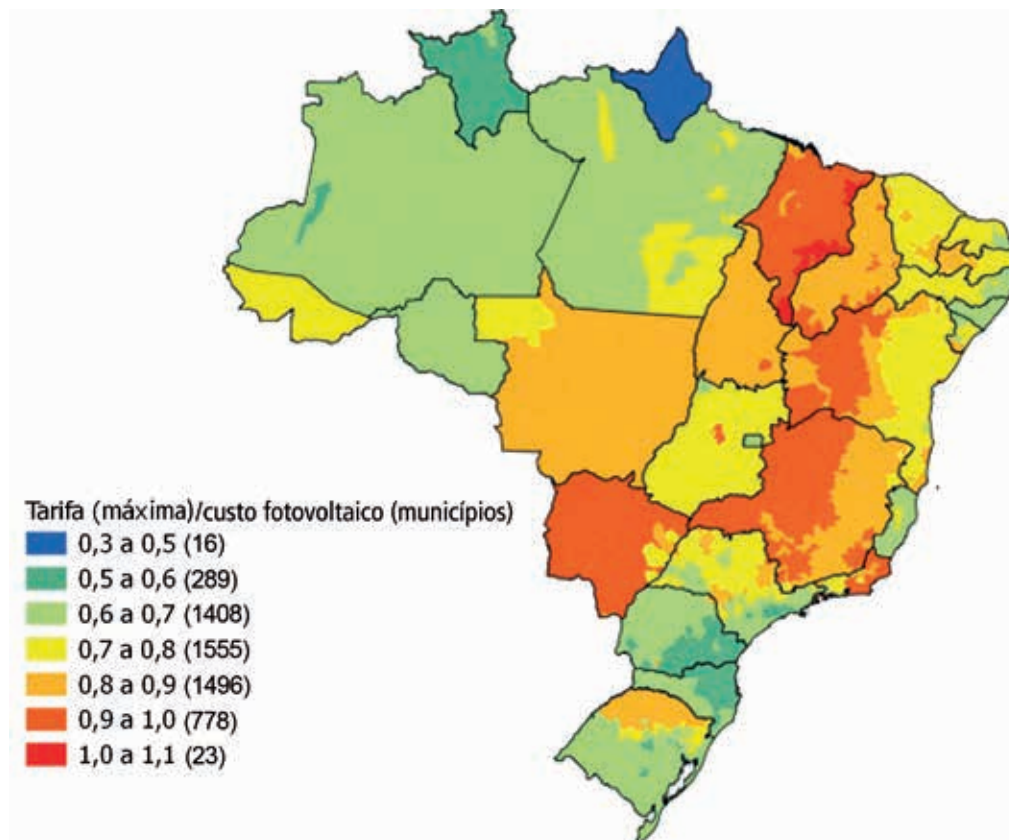 Tarifa (máxima)/custo fotovoltaico (municípios)
0,3 a 0,5 (16)
0,5 a 0,6 (289)
0,6 a 0,7 (1408)
0,7 a 0,8 (1555)
0,8 a 0,9 (1496)
0,9 a 1,0 (778)
1,0 a 1,1 (23)